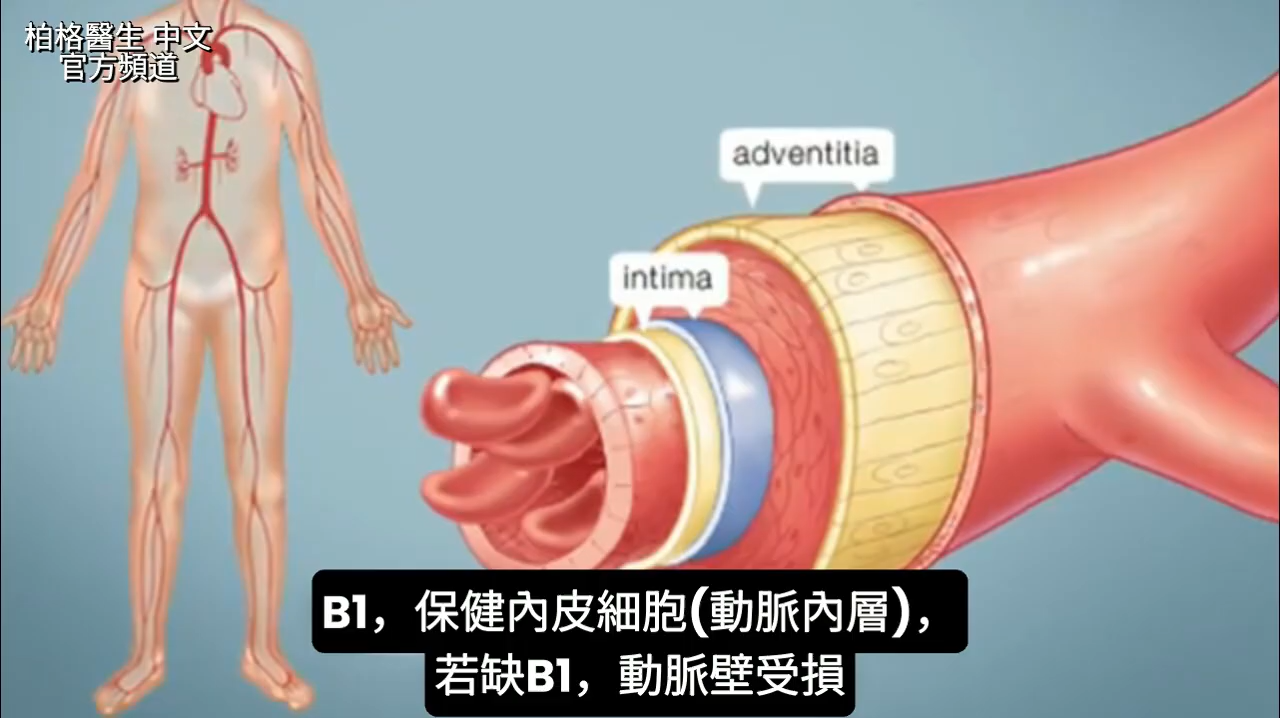 柏格醫生 中文
官方頻道
adventitia
intima
B1，保健內皮細胞(動脈內層)，
若缺B1，動脈壁受損